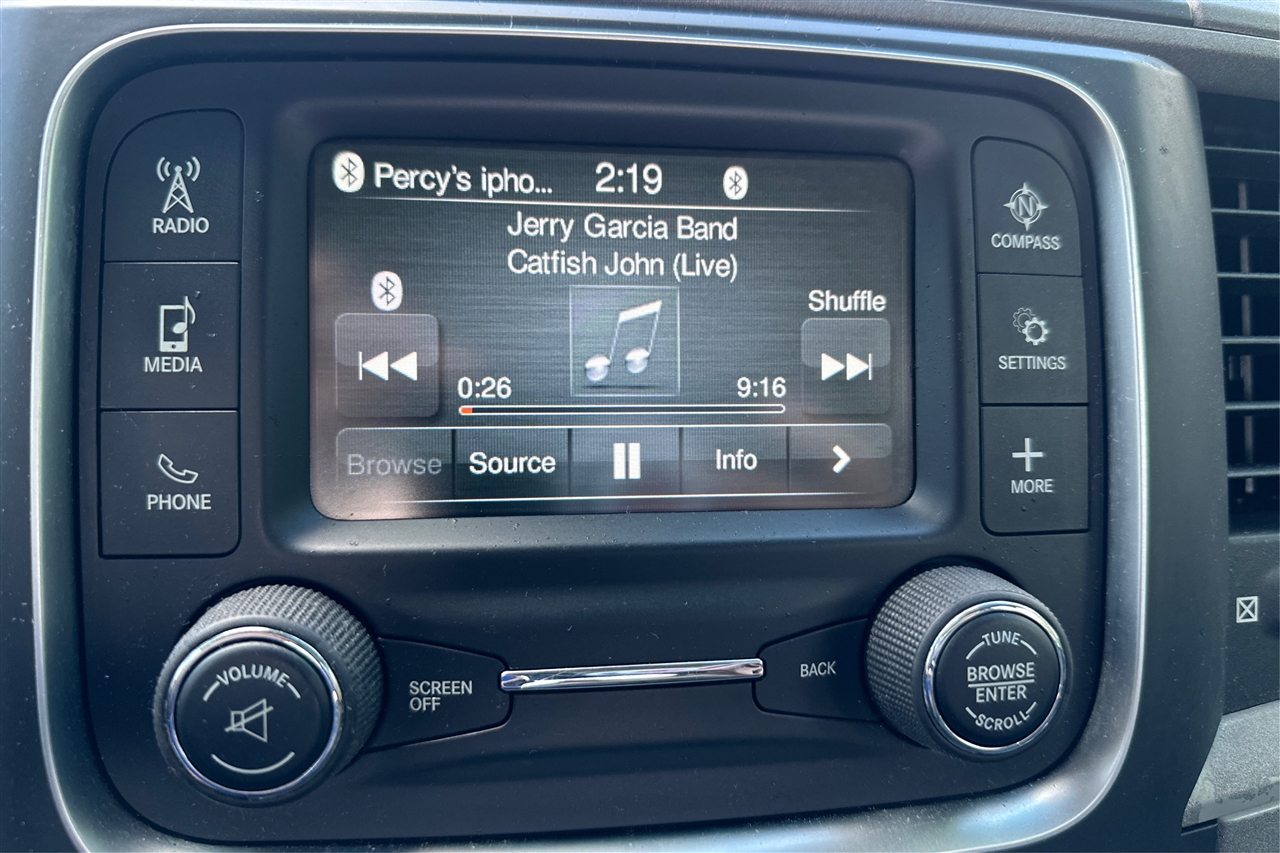 RADIO
MEDIA
PHONE
Percy's ipho... 2:19
Jerry Garcia Band
Catfish John (Live)
Shuffle
0:26 9:16
Browse Source Info
N
COMPASS
SETTINGS
MORE
VOLUME
SCREEN
OFF
BACK
TUNE
BROWSE
ENTER
SCROLL